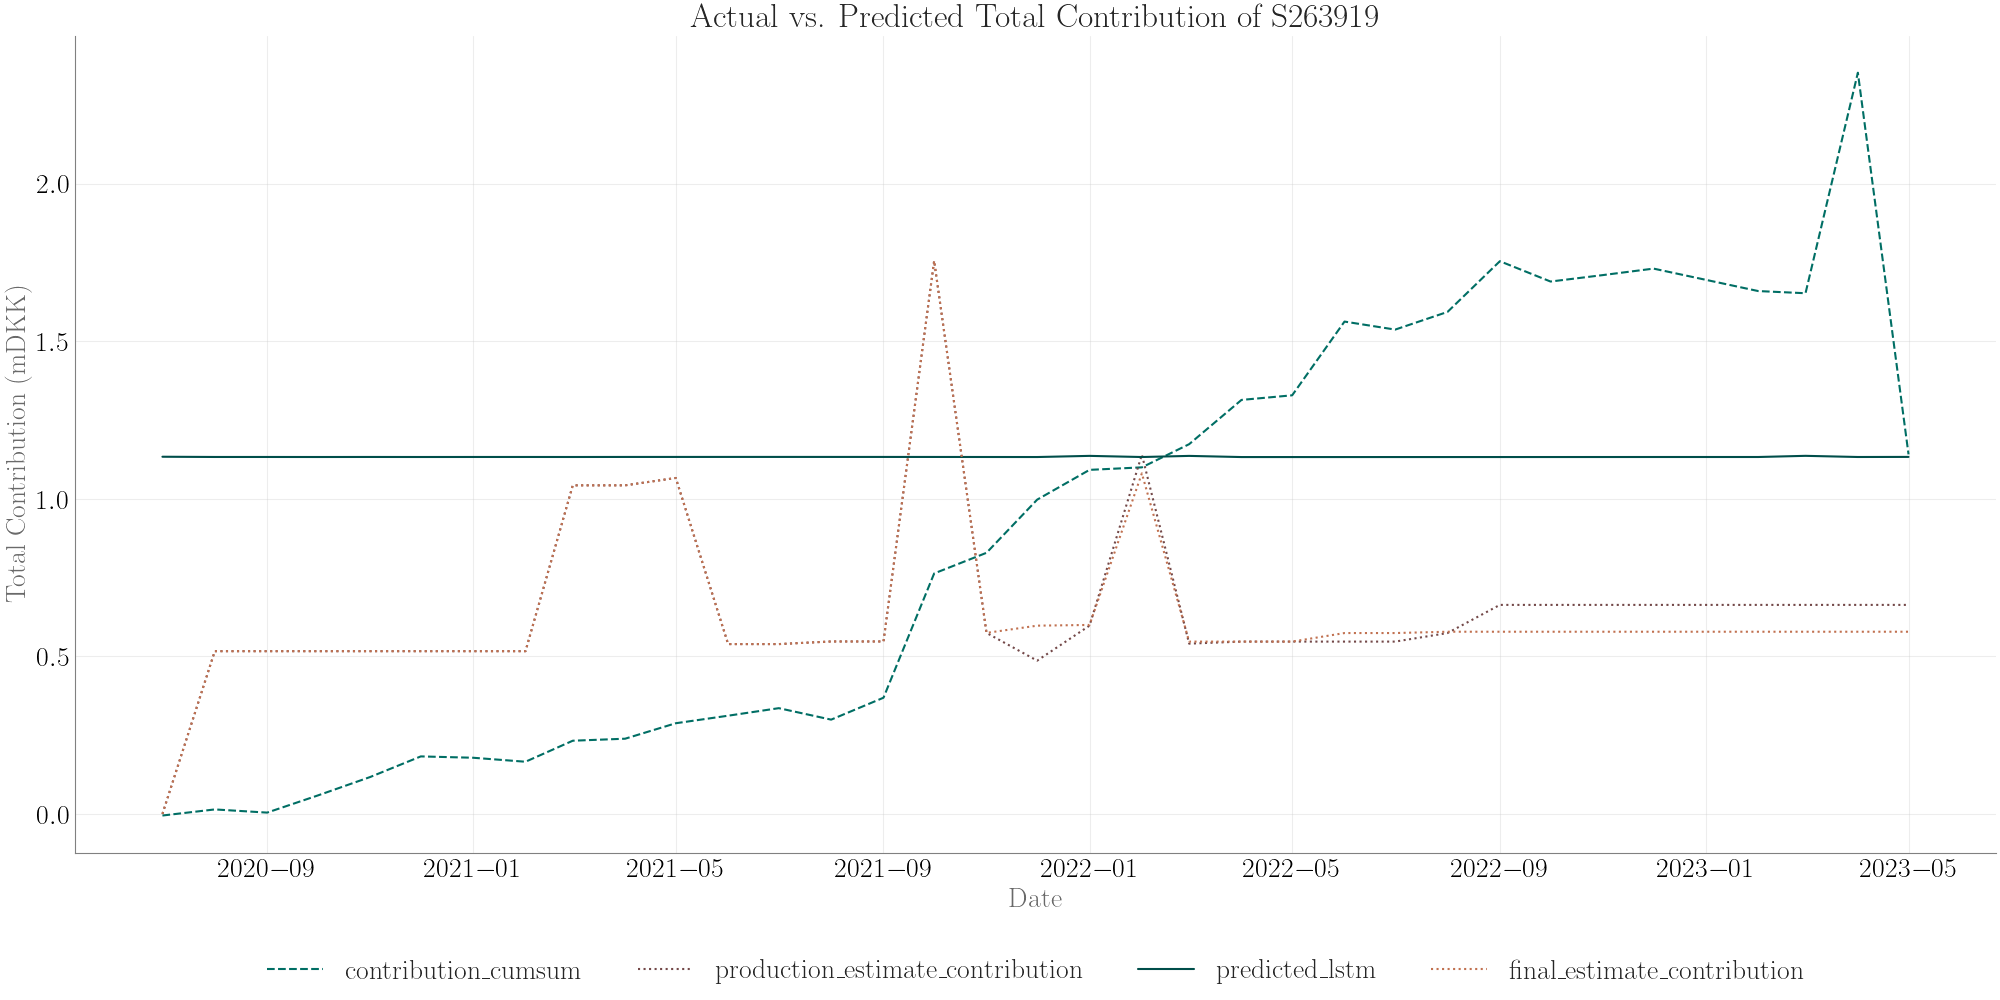 Actual vs. Predicted Total Contribution of S263919
Total Contribution (mDKK)
2.0
1.5
1.0
0.5
0.0
2020−09 2021−01 2021−05 2021−09 2022−01 2022−05 2022−09 2023−01 2023−05
Date
contribution_cumsum production_estimate_contribution predicted_lstm final_estimate_contribution